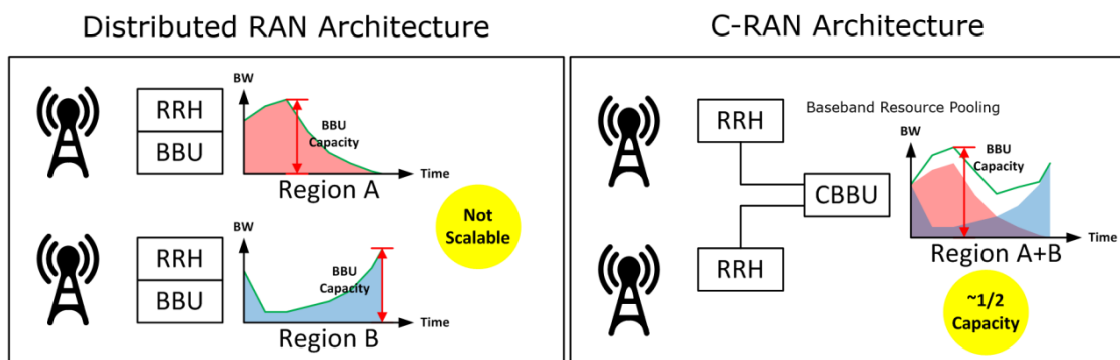 Distributed RAN Architecture
RRH
BBU
BW
BBU
Capacity
Time
Region A
RRH
BBU
BW
BBU
Capacity
Time
Region B
Not
Scalable
C-RAN Architecture
RRH
RRH
CBBU
Baseband Resource Pooling
BW
BBU
Capacity
Time
Region A+B
~1/2
Capacity